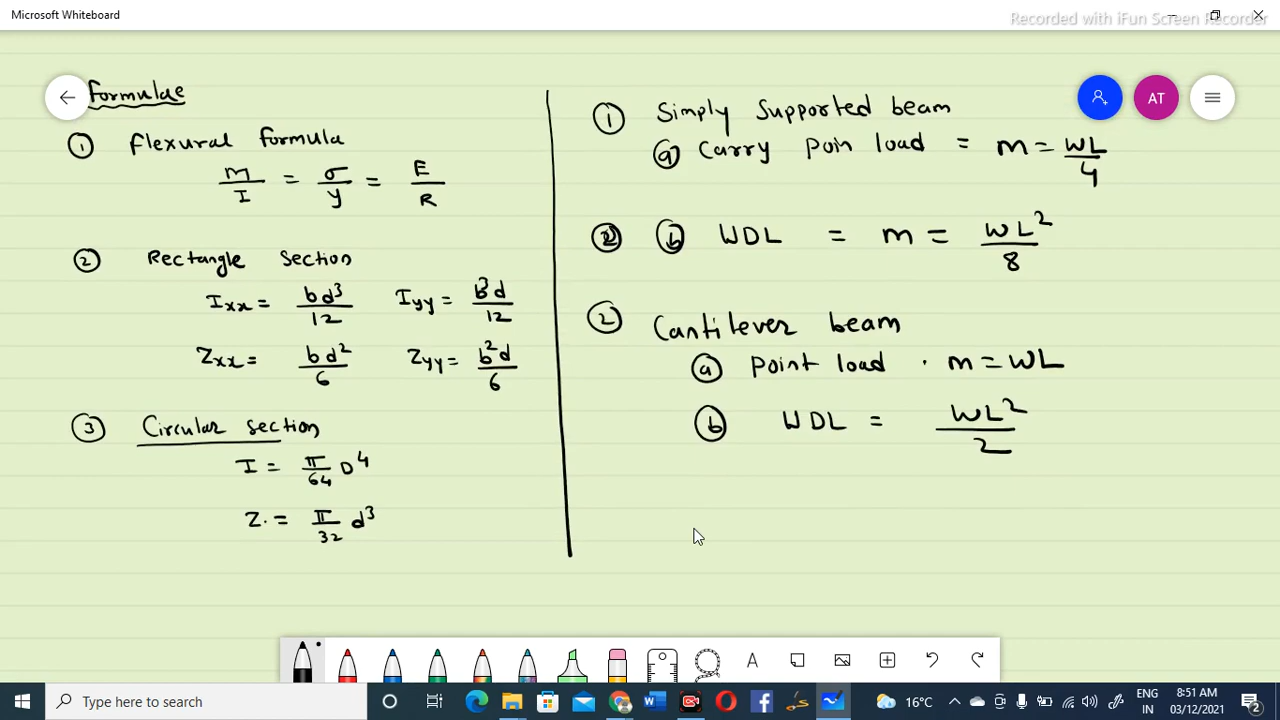 Microsoft Whiteboard
Recorded with iFun Screen Recorder
AT
formulae
① flexural formula
m/I = σ/y = E/R
② Rectangle Section
Ixx = bd³/12 Iyy = b³d/12
Zxx = bd²/6 Zyy = b²d/6
③ Circular section
I = π/64 D⁴
Z = π/32 d³
① Simply Supported beam
ⓐ Carry Poin load = m = WL/4
ⓑ WDL = m = WL²/8
② Cantilever beam
ⓐ Point load . m = WL
ⓑ WDL = WL²/2
A
Type here to search
W
16°C
ENG
IN
8:51 AM
03/12/2021
2